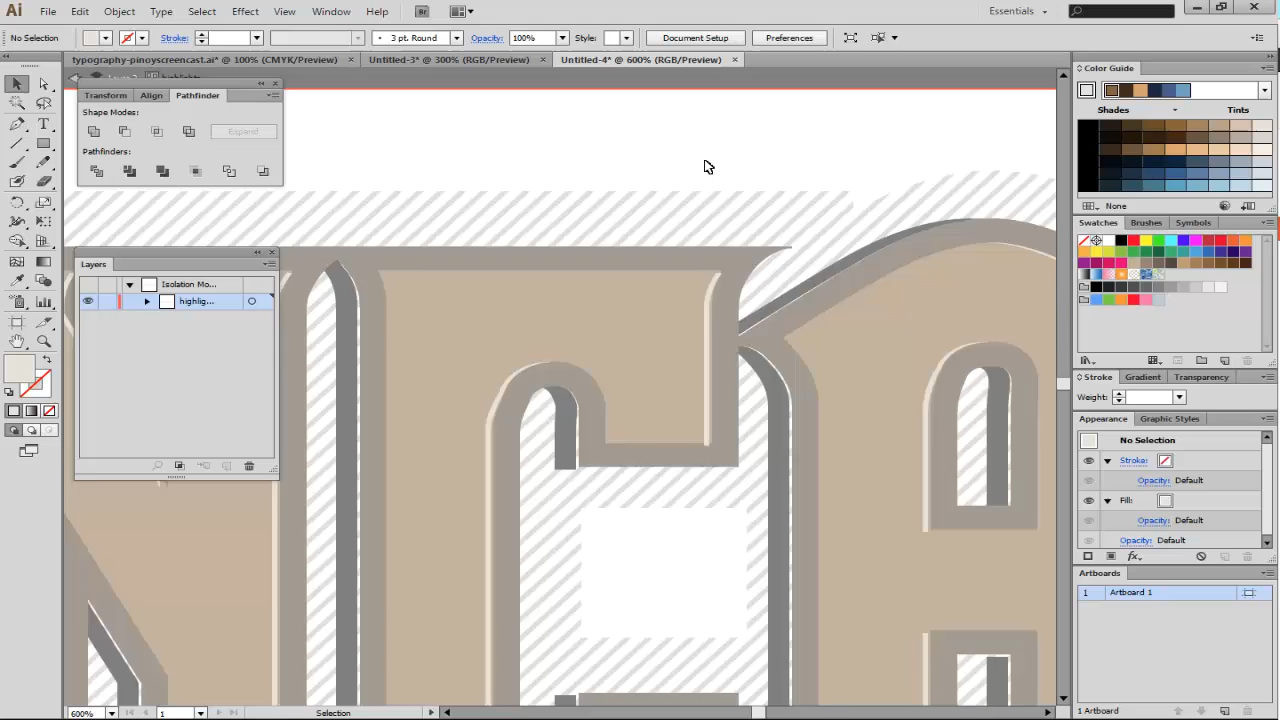 Ai File Edit Object Type Select Effect View Window Help Br Essentials
No Selection Stroke: 3 pt. Round Opacity: 100% Style: Document Setup Preferences
typography-pinoyscreencast.ai* @ 100% (CMYK/Preview) × Untitled-3* @ 300% (RGB/Preview) × Untitled-4* @ 600% (RGB/Preview) ×
Transform Align Pathfinder
Shape Modes:
Expand
Pathfinders:
Layers
Isolation Mo...
highlig...
Color Guide
Shades Tints
None
Swatches Brushes Symbols
Stroke Gradient Transparency
Weight:
Appearance Graphic Styles
No Selection
Stroke:
Opacity: Default
Fill:
Opacity: Default
Opacity: Default
fx
Artboards
1 Artboard 1
600% 1 Selection
1 Artboard